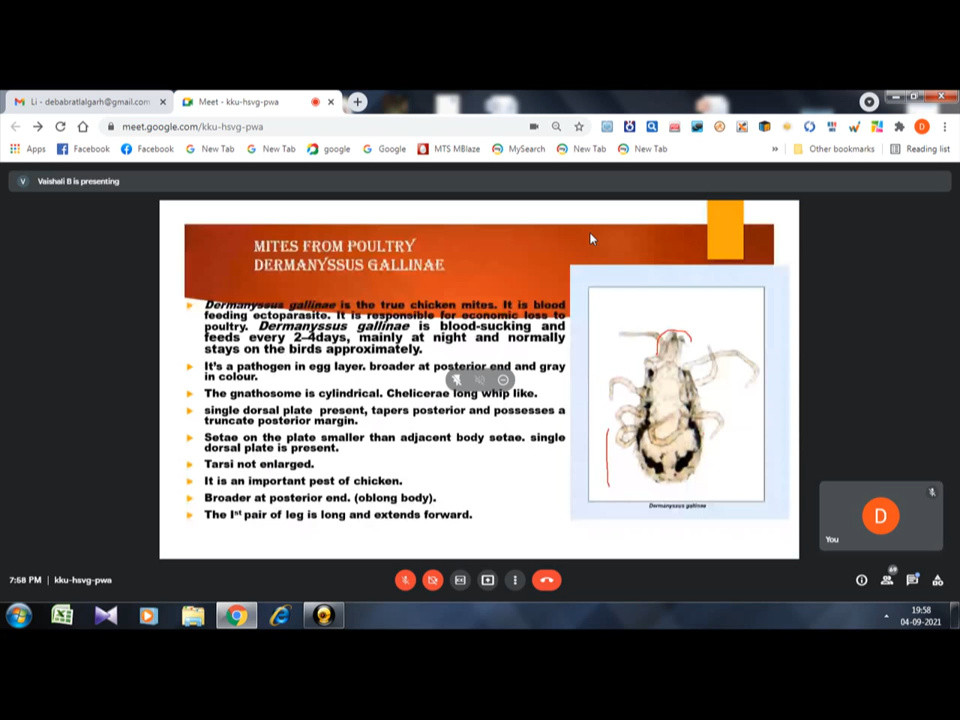 Li - debabratlalgarh@gmail.com
Meet - kku-hsvg-pwa
meet.google.com/kku-hsvg-pwa
D
Apps Facebook Facebook New Tab New Tab google Google MTS MBlaze MySearch New Tab New Tab » Other bookmarks Reading list
V Vaishali B is presenting
MITES FROM POULTRY
DERMANYSSUS GALLINAE
Dermanyssus gallinae is the true chicken mites. It is blood
feeding ectoparasite. It is responsible for economic loss to
poultry. Dermanyssus gallinae is blood-sucking and
feeds every 2–4days, mainly at night and normally
stays on the birds approximately.
It's a pathogen in egg layer. broader at posterior end and gray
in colour.
The gnathosome is cylindrical. Chelicerae long whip like.
single dorsal plate present, tapers posterior and possesses a
truncate posterior margin.
Setae on the plate smaller than adjacent body setae. single
dorsal plate is present.
Tarsi not enlarged.
It is an important pest of chicken.
Broader at posterior end. (oblong body).
The Ist pair of leg is long and extends forward.
Dermanyssus gallinae
D
You
7:58 PM | kku-hsvg-pwa
19:58
04-09-2021